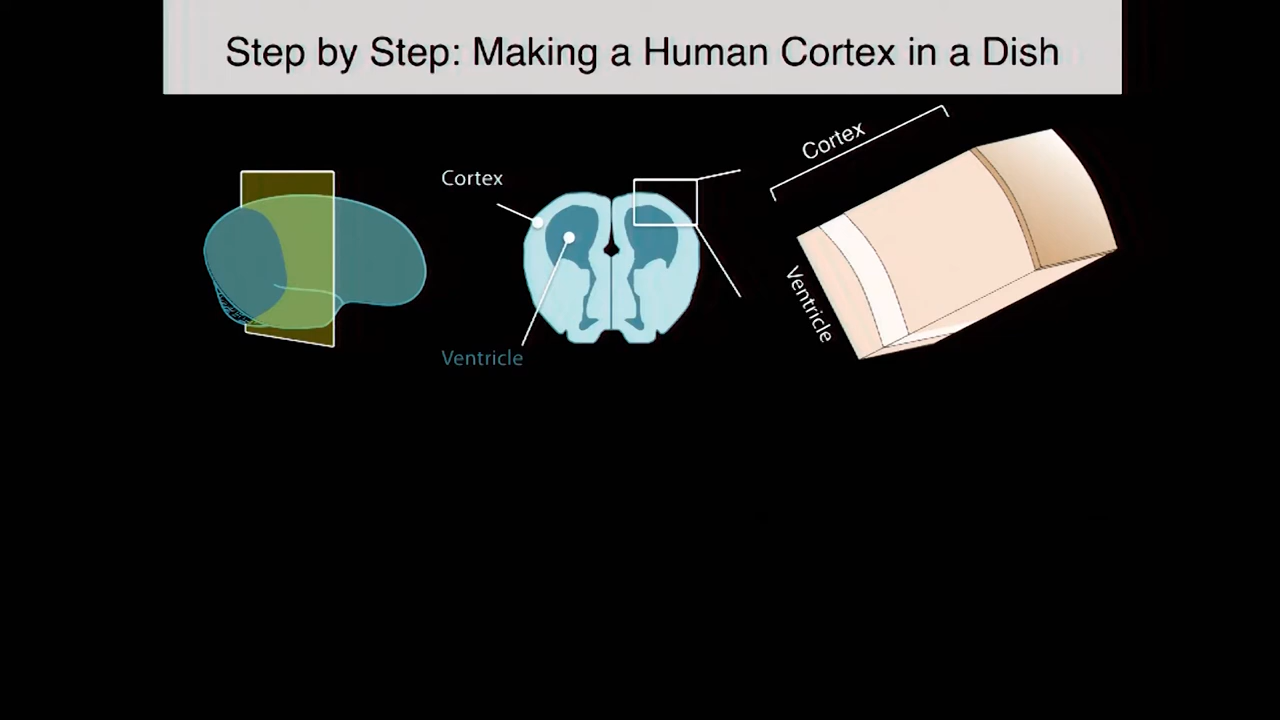 Step by Step: Making a Human Cortex in a Dish
Cortex
Ventricle
Cortex
Ventricle